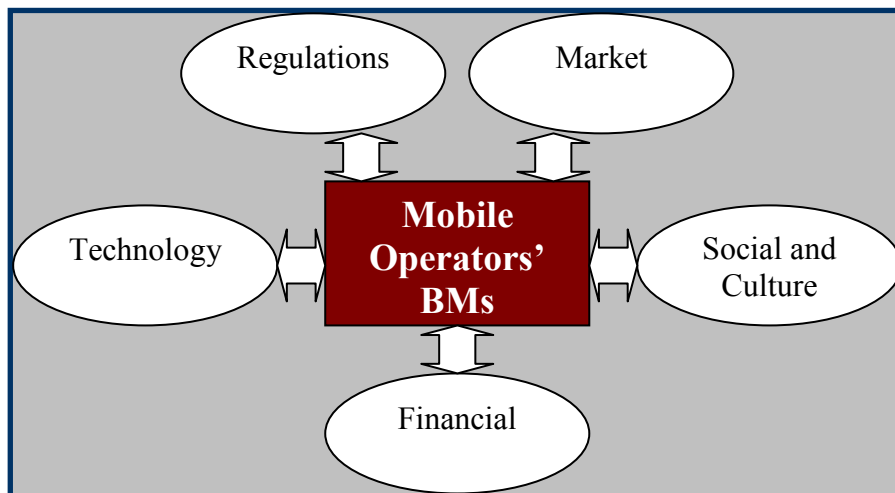 Regulations
Market
Technology
Mobile
Operators’
BMs
Social and
Culture
Financial